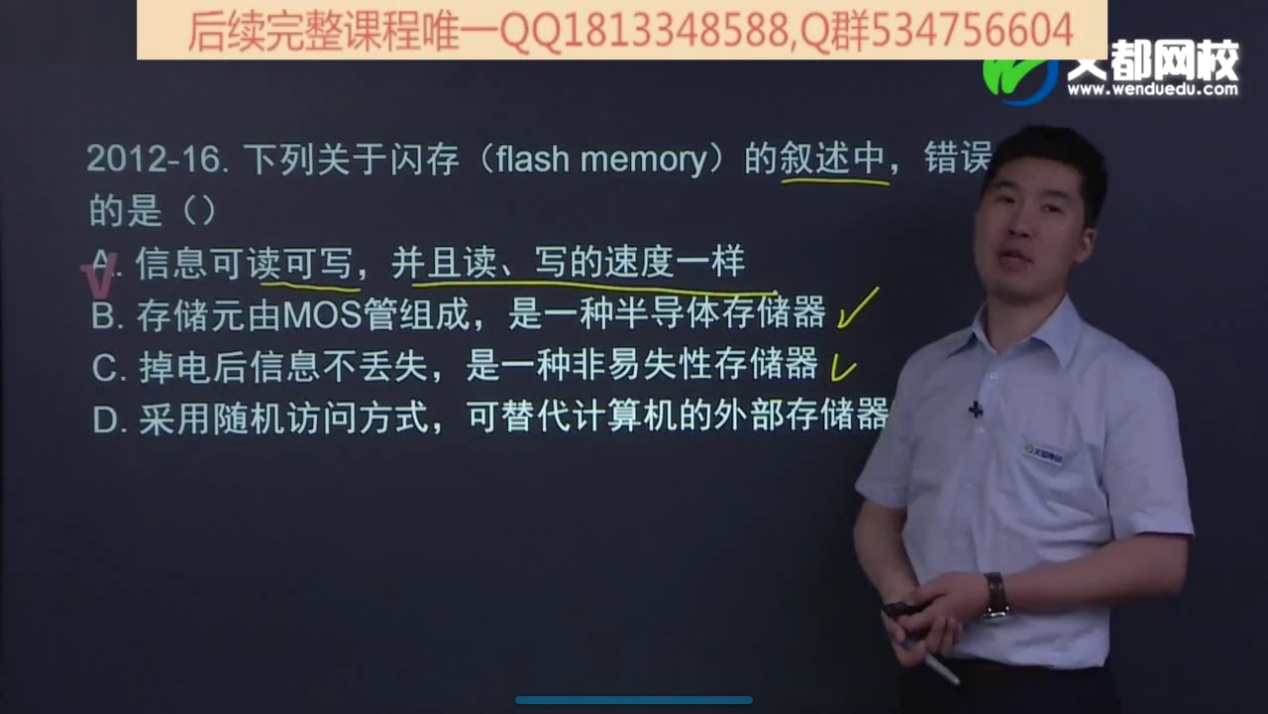 后续完整课程唯一QQ1813348588,Q群534756604
文都网校
www.wenduedu.com
2012-16. 下列关于闪存（flash memory）的叙述中，错误
的是（）
A. 信息可读可写，并且读、写的速度一样
B. 存储元由MOS管组成，是一种半导体存储器
C. 掉电后信息不丢失，是一种非易失性存储器
D. 采用随机访问方式，可替代计算机的外部存储器